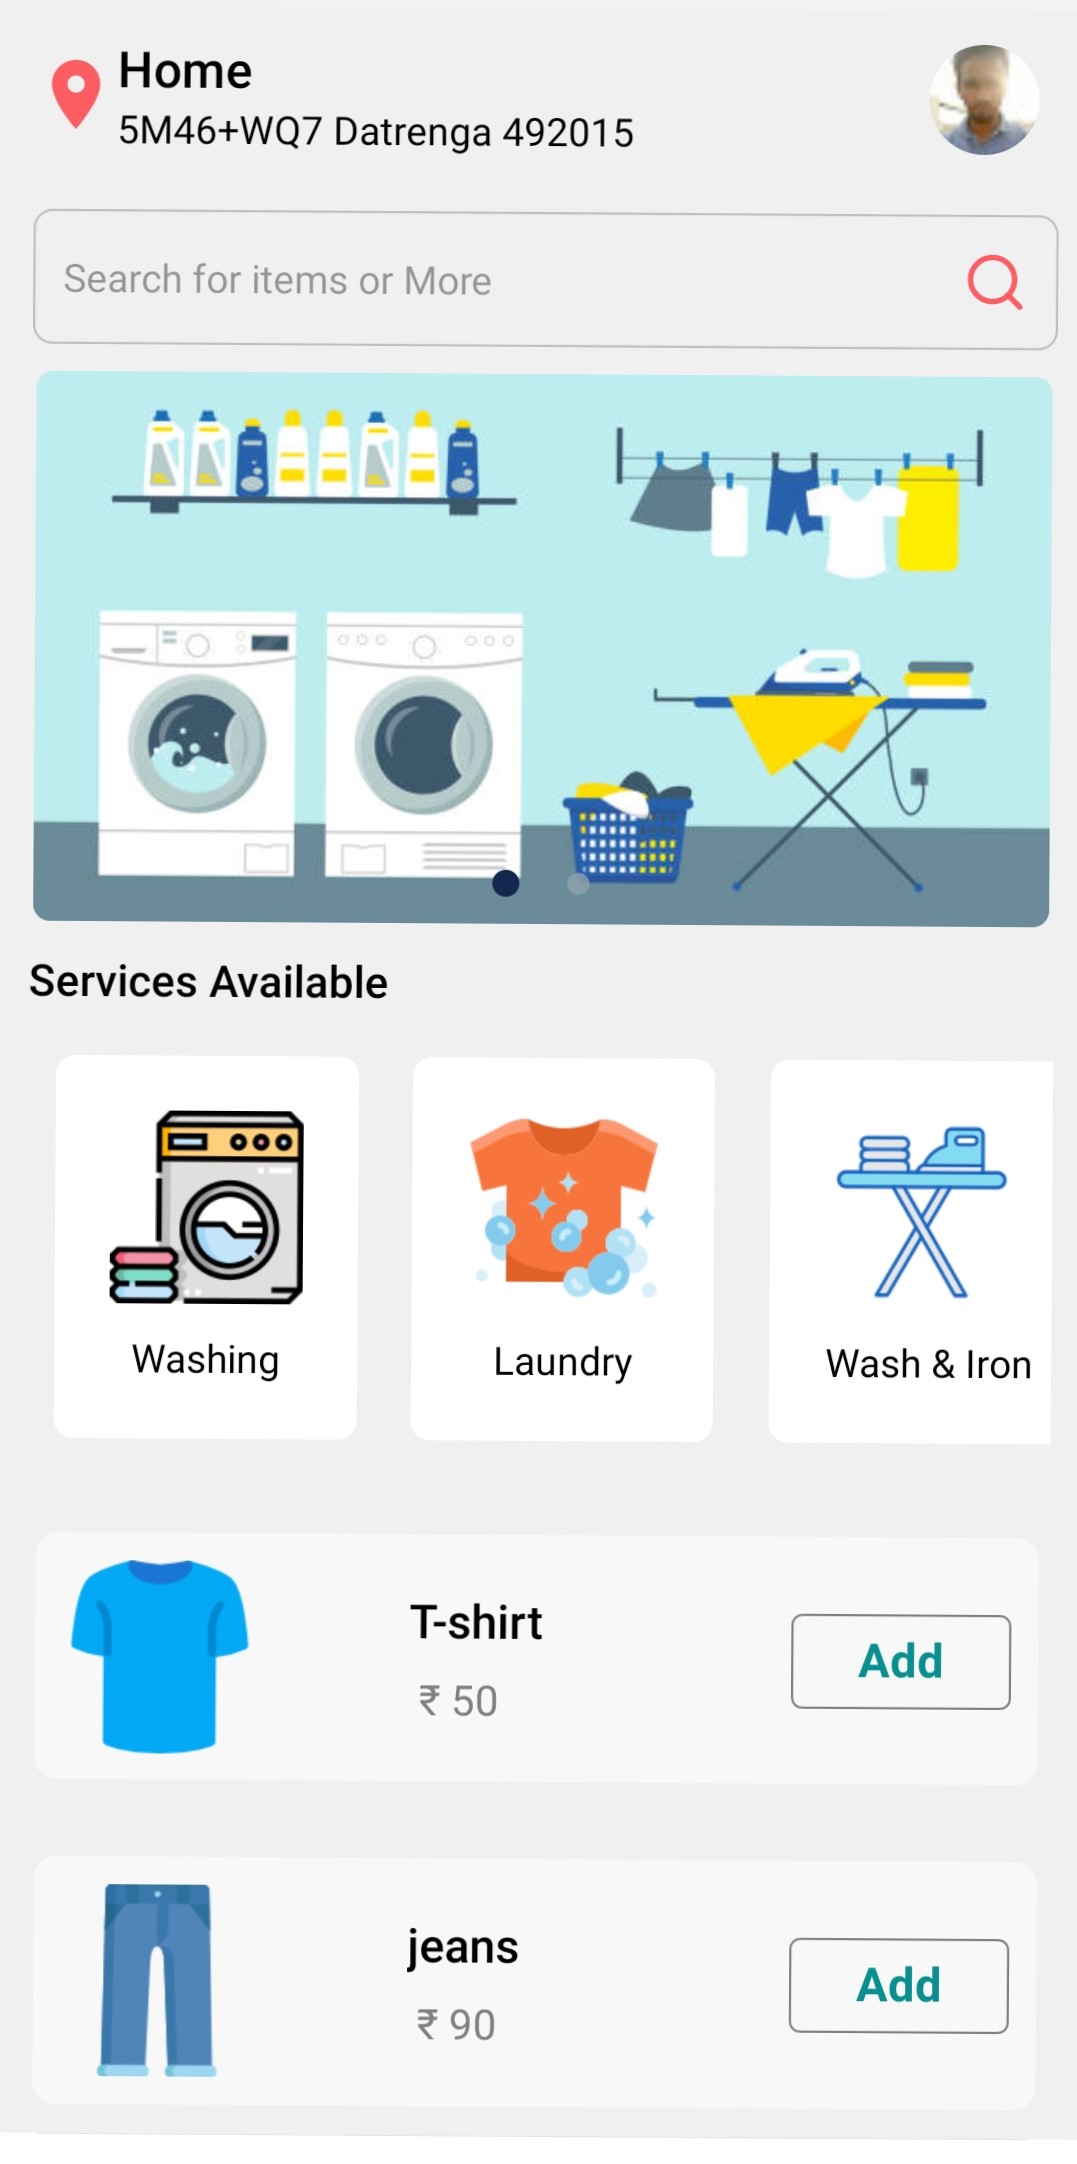 Home
5M46+WQ7 Datrenga 492015
Search for items or More
Services Available
Washing
Laundry
Wash & Iron
T-shirt
₹ 50
Add
jeans
₹ 90
Add